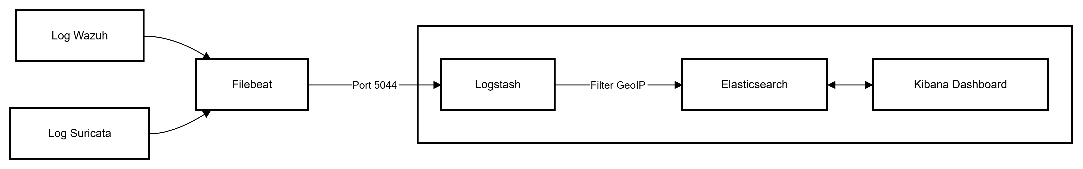 Log Wazuh
Log Suricata
Filebeat
Port 5044
Logstash
Filter GeoIP
Elasticsearch
Kibana Dashboard